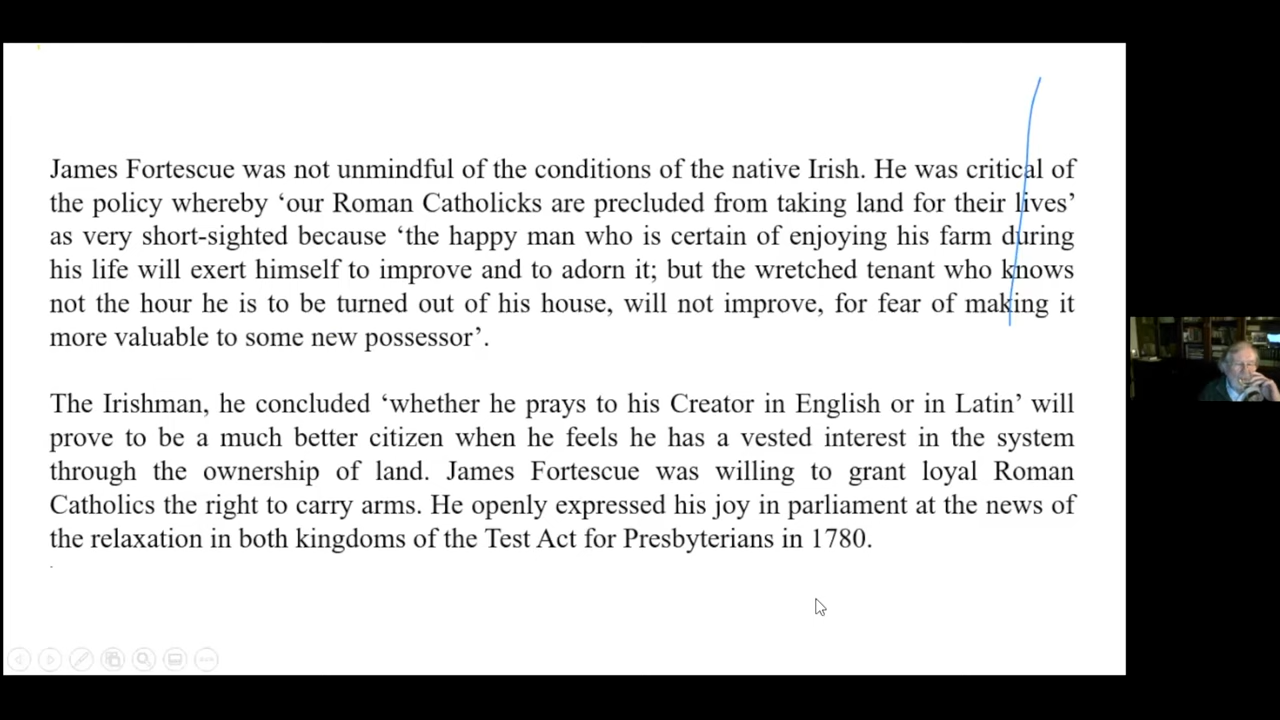 James Fortescue was not unmindful of the conditions of the native Irish. He was critical of
the policy whereby ‘our Roman Catholicks are precluded from taking land for their lives’
as very short-sighted because ‘the happy man who is certain of enjoying his farm during
his life will exert himself to improve and to adorn it; but the wretched tenant who knows
not the hour he is to be turned out of his house, will not improve, for fear of making it
more valuable to some new possessor’.
The Irishman, he concluded ‘whether he prays to his Creator in English or in Latin’ will
prove to be a much better citizen when he feels he has a vested interest in the system
through the ownership of land. James Fortescue was willing to grant loyal Roman
Catholics the right to carry arms. He openly expressed his joy in parliament at the news of
the relaxation in both kingdoms of the Test Act for Presbyterians in 1780.
.